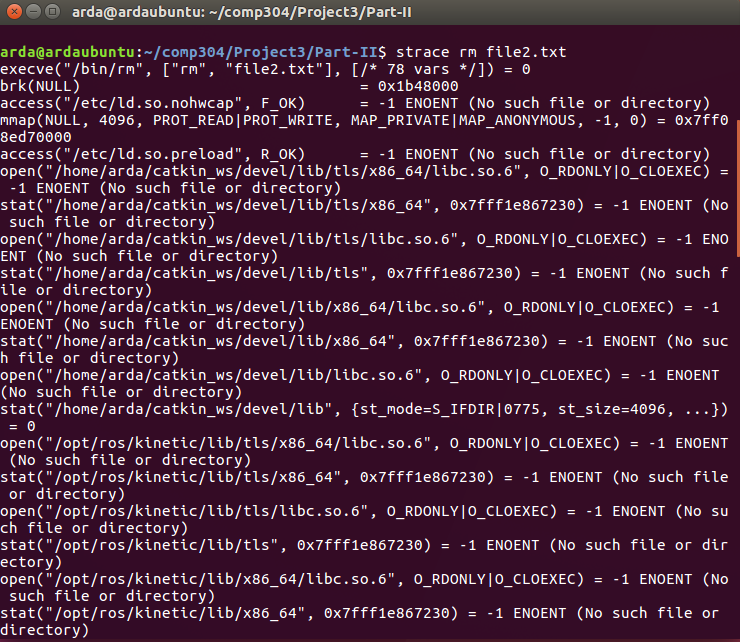 arda@ardaubuntu: ~/comp304/Project3/Part-II
arda@ardaubuntu:~/comp304/Project3/Part-II$ strace rm file2.txt
execve("/bin/rm", ["rm", "file2.txt"], [/* 78 vars */]) = 0
brk(NULL)                               = 0x1b48000
access("/etc/ld.so.nohwcap", F_OK)      = -1 ENOENT (No such file or directory)
mmap(NULL, 4096, PROT_READ|PROT_WRITE, MAP_PRIVATE|MAP_ANONYMOUS, -1, 0) = 0x7ff0
8ed70000
access("/etc/ld.so.preload", R_OK)      = -1 ENOENT (No such file or directory)
open("/home/arda/catkin_ws/devel/lib/tls/x86_64/libc.so.6", O_RDONLY|O_CLOEXEC) =
 -1 ENOENT (No such file or directory)
stat("/home/arda/catkin_ws/devel/lib/tls/x86_64", 0x7fff1e867230) = -1 ENOENT (No
 such file or directory)
open("/home/arda/catkin_ws/devel/lib/tls/libc.so.6", O_RDONLY|O_CLOEXEC) = -1 ENO
ENT (No such file or directory)
stat("/home/arda/catkin_ws/devel/lib/tls", 0x7fff1e867230) = -1 ENOENT (No such f
ile or directory)
open("/home/arda/catkin_ws/devel/lib/x86_64/libc.so.6", O_RDONLY|O_CLOEXEC) = -1
ENOENT (No such file or directory)
stat("/home/arda/catkin_ws/devel/lib/x86_64", 0x7fff1e867230) = -1 ENOENT (No suc
h file or directory)
open("/home/arda/catkin_ws/devel/lib/libc.so.6", O_RDONLY|O_CLOEXEC) = -1 ENOENT
(No such file or directory)
stat("/home/arda/catkin_ws/devel/lib", {st_mode=S_IFDIR|0775, st_size=4096, ...})
 = 0
open("/opt/ros/kinetic/lib/tls/x86_64/libc.so.6", O_RDONLY|O_CLOEXEC) = -1 ENOENT
 (No such file or directory)
stat("/opt/ros/kinetic/lib/tls/x86_64", 0x7fff1e867230) = -1 ENOENT (No such file
 or directory)
open("/opt/ros/kinetic/lib/tls/libc.so.6", O_RDONLY|O_CLOEXEC) = -1 ENOENT (No su
ch file or directory)
stat("/opt/ros/kinetic/lib/tls", 0x7fff1e867230) = -1 ENOENT (No such file or dir
ectory)
open("/opt/ros/kinetic/lib/x86_64/libc.so.6", O_RDONLY|O_CLOEXEC) = -1 ENOENT (No
 such file or directory)
stat("/opt/ros/kinetic/lib/x86_64", 0x7fff1e867230) = -1 ENOENT (No such file or
directory)